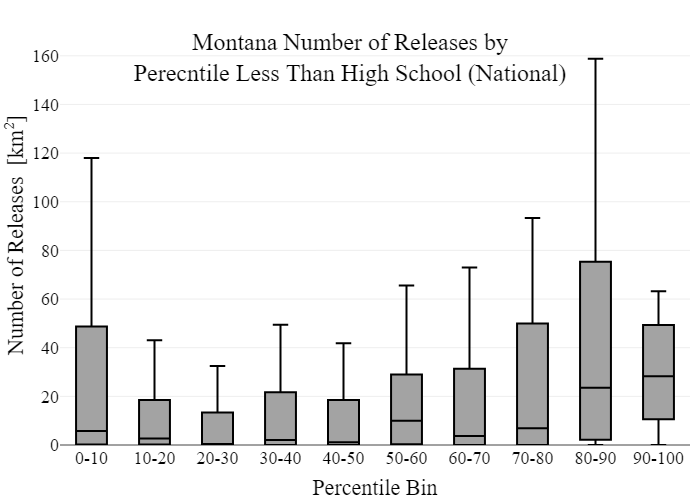 Montana Number of Releases by
Perecntile Less Than High School (National)
Number of Releases [km²]
160
140
120
100
80
60
40
20
0
0-10 10-20 20-30 30-40 40-50 50-60 60-70 70-80 80-90 90-100
Percentile Bin